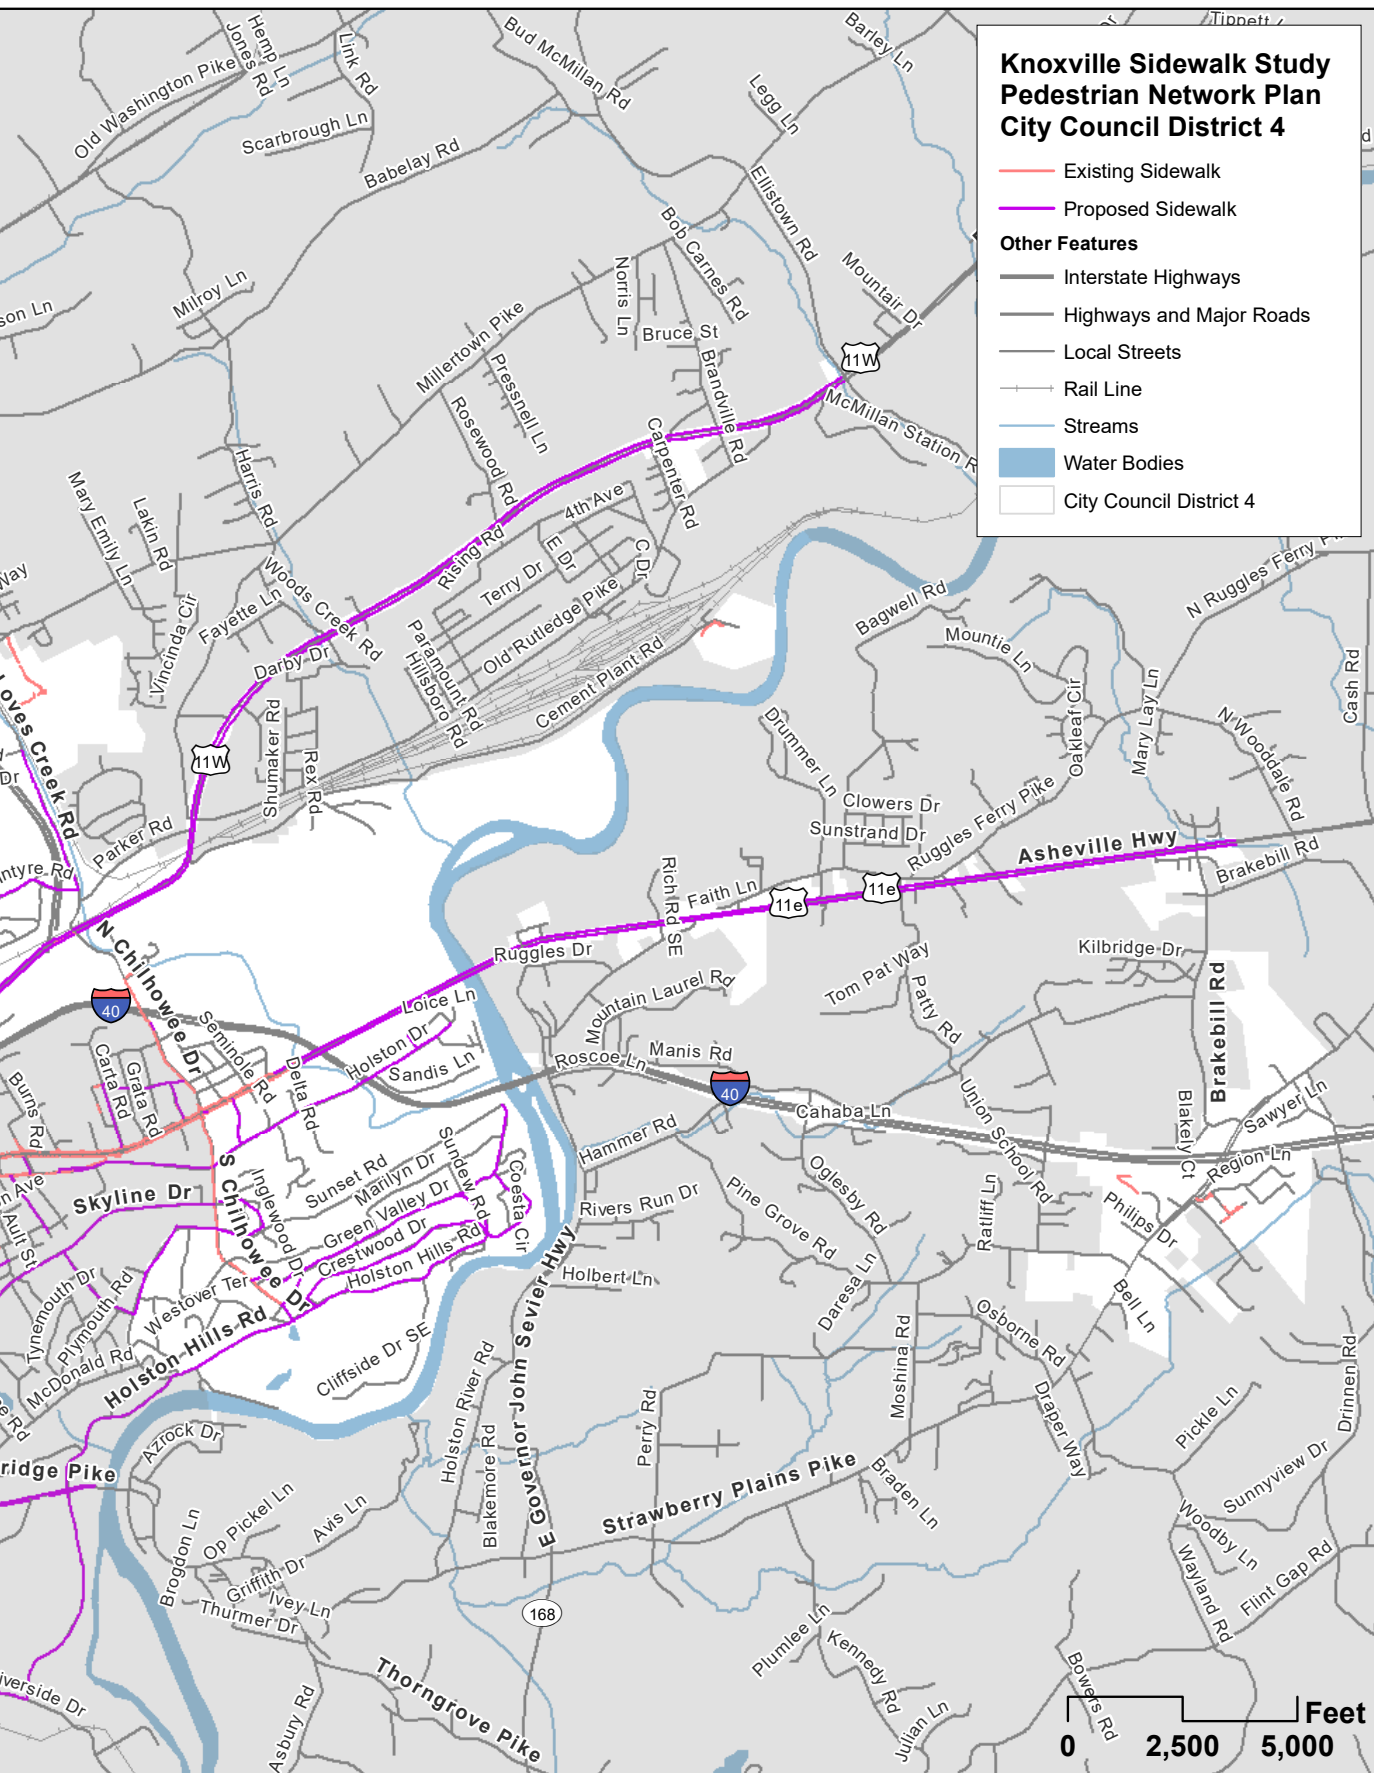 Knoxville Sidewalk Study
Pedestrian Network Plan
City Council District 4
Existing Sidewalk
Proposed Sidewalk
Other Features
Interstate Highways
Highways and Major Roads
Local Streets
Rail Line
Streams
Water Bodies
City Council District 4
Tippett
Barley Ln
Bud McMillan Rd
Hemp Ln
Jones Rd
Link Rd
Old Washington Pike
Scarbrough Ln
Babelay Rd
Legg Ln
Ellistown Rd
Bob Carnes Rd
Mountair Dr
Norris Ln
Bruce St
Milroy Ln
son Ln
Millertown Pike
Pressnell Ln
Brandville Rd
11W
McMillan Station R
Rosewood Rd
Carpenter Rd
Harris Rd
Mary Emily Ln
Lakin Rd
4th Ave
Rising Rd
E Dr
C Dr
Terry Dr
Old Rutledge Pike
Woods Creek Rd
Fayette Ln
Vincinda Cir
Darby Dr
Paramount Rd
Hillsboro Rd
Cement Plant Rd
Way
Bagwell Rd
Mountie Ln
N Ruggles Ferry Pi
Cash Rd
Mary Lay Ln
Oakleaf Cir
N Wooddale Rd
Loves Creek Rd
Dr
11W
Shumaker Rd
Rex Rd
Drummer Ln
Clowers Dr
Sunstrand Dr
Ruggles Ferry Pike
Asheville Hwy
Brakebill Rd
Parker Rd
ntyre Rd
Rich Rd SE
Faith Ln
11e
11e
Ruggles Dr
Kilbridge Dr
N Chilhowee Dr
Loice Ln
Mountain Laurel Rd
Tom Pat Way
Patty Rd
Brakebill Rd
40
Seminole Rd
Holston Dr
Sandis Ln
Delta Rd
Carta Rd
Grata Rd
Burns Rd
Roscoe Ln
Manis Rd
40
Cahaba Ln
Union School Rd
Blakely Ct
Sawyer Ln
Region Ln
Hammer Rd
n Ave
Ault St
Skyline Dr
S Chilhowee Dr
Inglewood Dr
Sunset Rd
Marilyn Dr
Sundew Rd
Green Valley Dr
Crestwood Dr
Holston Hills Rd
Coesta Cir
Rivers Run Dr
Oglesby Rd
Pine Grove Rd
Ratliff Ln
Philips Dr
Tynemouth Dr
Plymouth Rd
Westover Ter
Holbert Ln
Daresa Ln
Bell Ln
McDonald Rd
Holston Hills Rd
Cliffside Dr SE
Holston River Rd
E Governor John Sevier Hwy
Moshina Rd
Osborne Rd
Drinnen Rd
e Rd
Azrock Dr
ridge Pike
Blakemore Rd
Perry Rd
Draper Way
Pickle Ln
Sunnyview Dr
Strawberry Plains Pike
Braden Ln
Op Pickel Ln
Avis Ln
Brogdon Ln
Griffith Dr
Ivey Ln
Thurmer Dr
Woodby Ln
Wayland Rd
Flint Gap Rd
168
Plumlee Ln
Kennedy Rd
Julian Ln
Bowers Rd
iverside Dr
Asbury Rd
Thorngrove Pike
Feet
0 2,500 5,000